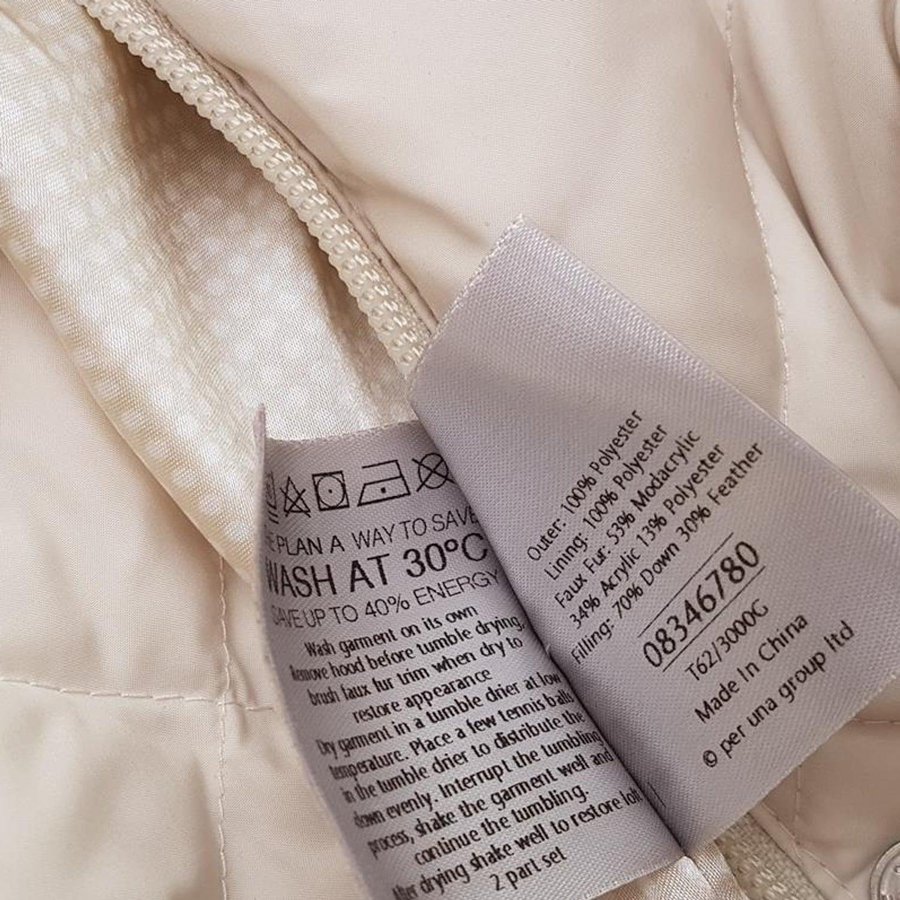 PLAN A WAY TO SAVE
WASH AT 30°C
SAVE UP TO 40% ENERGY
Wash garment on its own
Remove hood before tumble drying,
brush faux fur trim when dry to
restore appearance
Dry garment in a tumble drier at low
temperature. Place a few tennis balls
in the tumble drier to distribute the
down evenly. Interrupt the tumbling
process, shake the garment well and
continue the tumbling.
After drying shake well to restore loft
2 part set
Outer: 100% Polyester
Lining: 100% Polyester
Faux Fur: 53% Modacrylic
34% Acrylic 13% Polyester
Filling: 70% Down 30% Feather
08346780
T62/3000G
Made In China
© per una group ltd